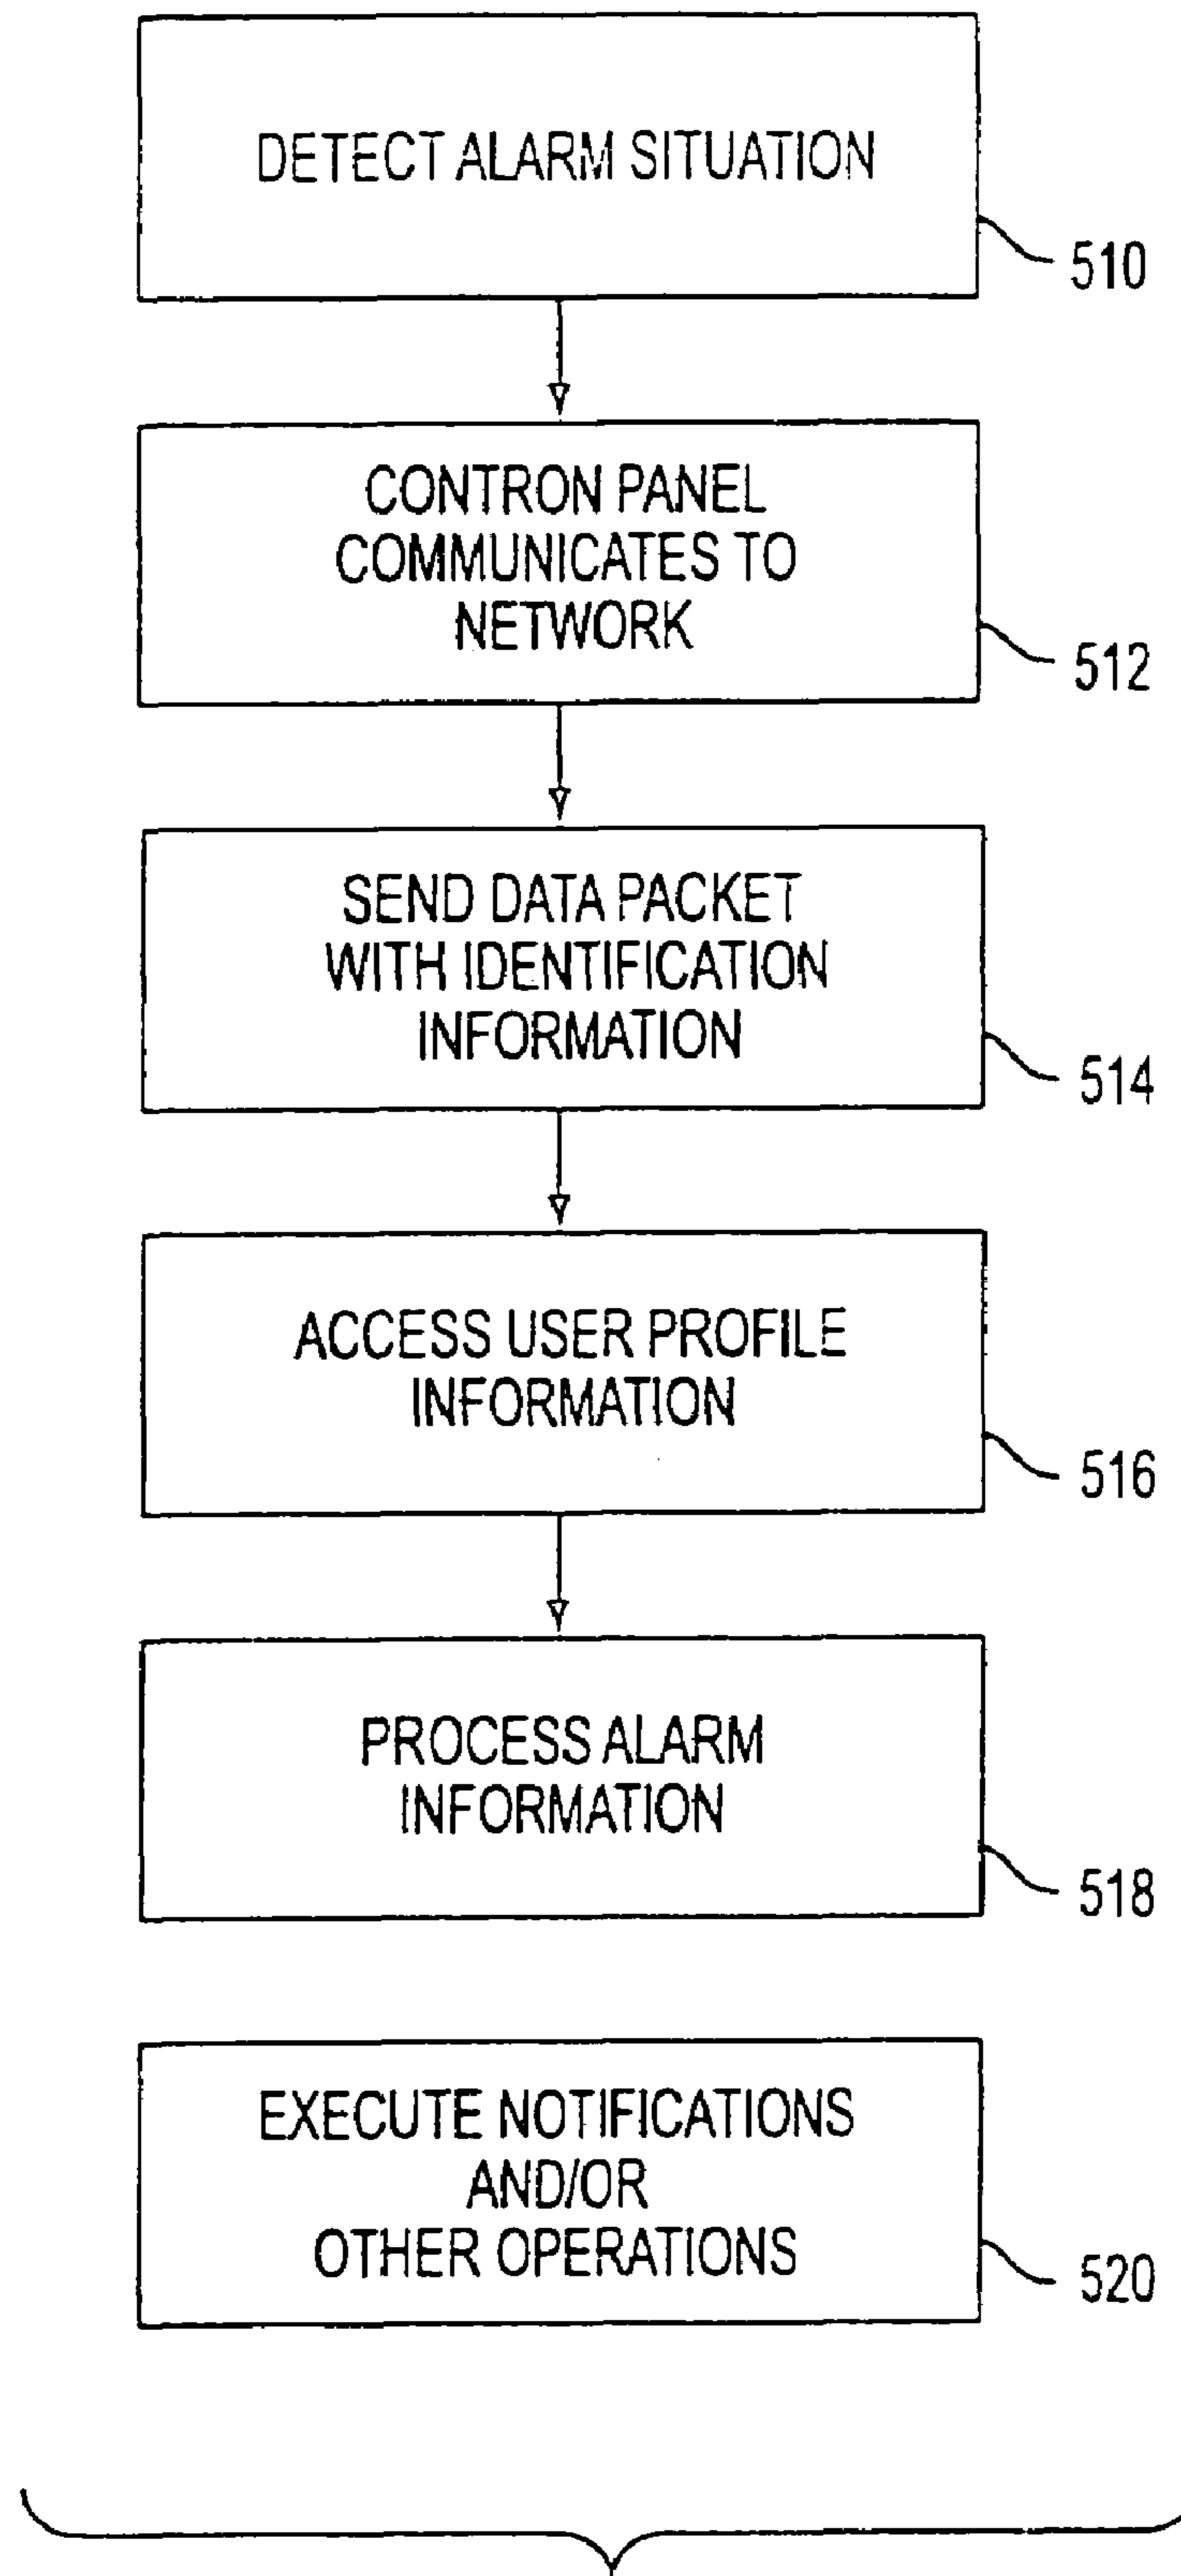 DETECT ALARM SITUATION
510
CONTRON PANEL
COMMUNICATES TO
NETWORK
512
SEND DATA PACKET
WITH IDENTIFICATION
INFORMATION
514
ACCESS USER PROFILE
INFORMATION
516
PROCESS ALARM
INFORMATION
518
EXECUTE NOTIFICATIONS
AND/OR
OTHER OPERATIONS
520